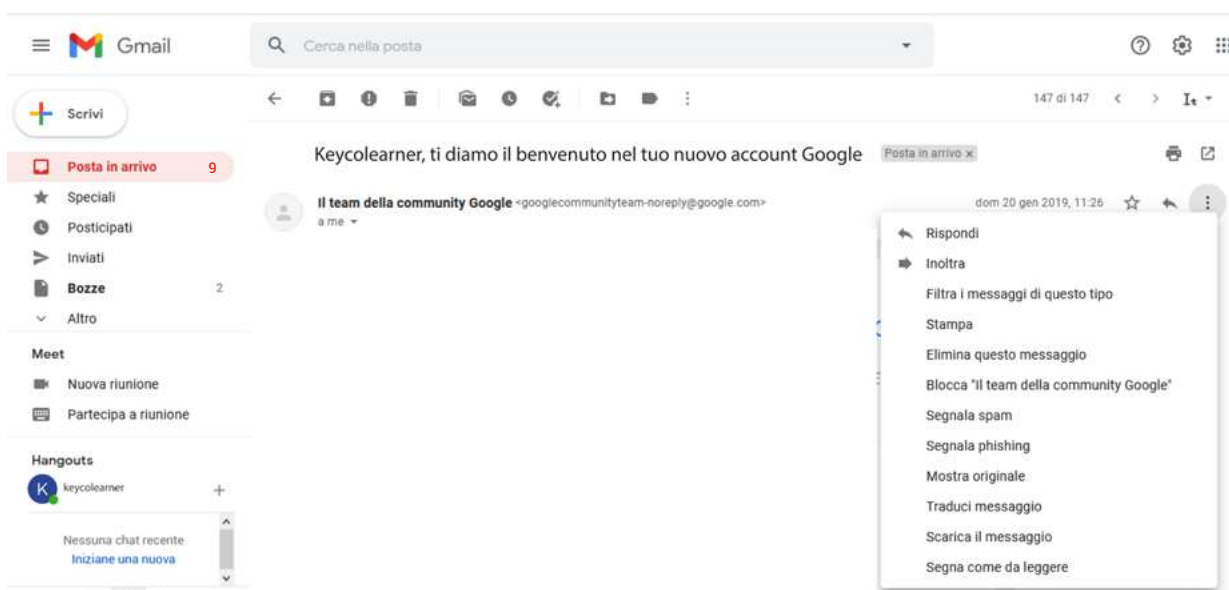 Gmail
Cerca nella posta
Scrivi
147 di 147
Posta in arrivo 9
Speciali
Posticipati
Inviati
Bozze 2
Altro
Meet
Nuova riunione
Partecipa a riunione
Hangouts
K keycolearner
Nessuna chat recente
Iniziane una nuova
Keycolearner, ti diamo il benvenuto nel tuo nuovo account Google Posta in arrivo x
Il team della community Google <googlecommunityteam-noreply@google.com> dom 20 gen 2019, 11:26
a me
Rispondi
Inoltra
Filtra i messaggi di questo tipo
Stampa
Elimina questo messaggio
Blocca "Il team della community Google"
Segnala spam
Segnala phishing
Mostra originale
Traduci messaggio
Scarica il messaggio
Segna come da leggere